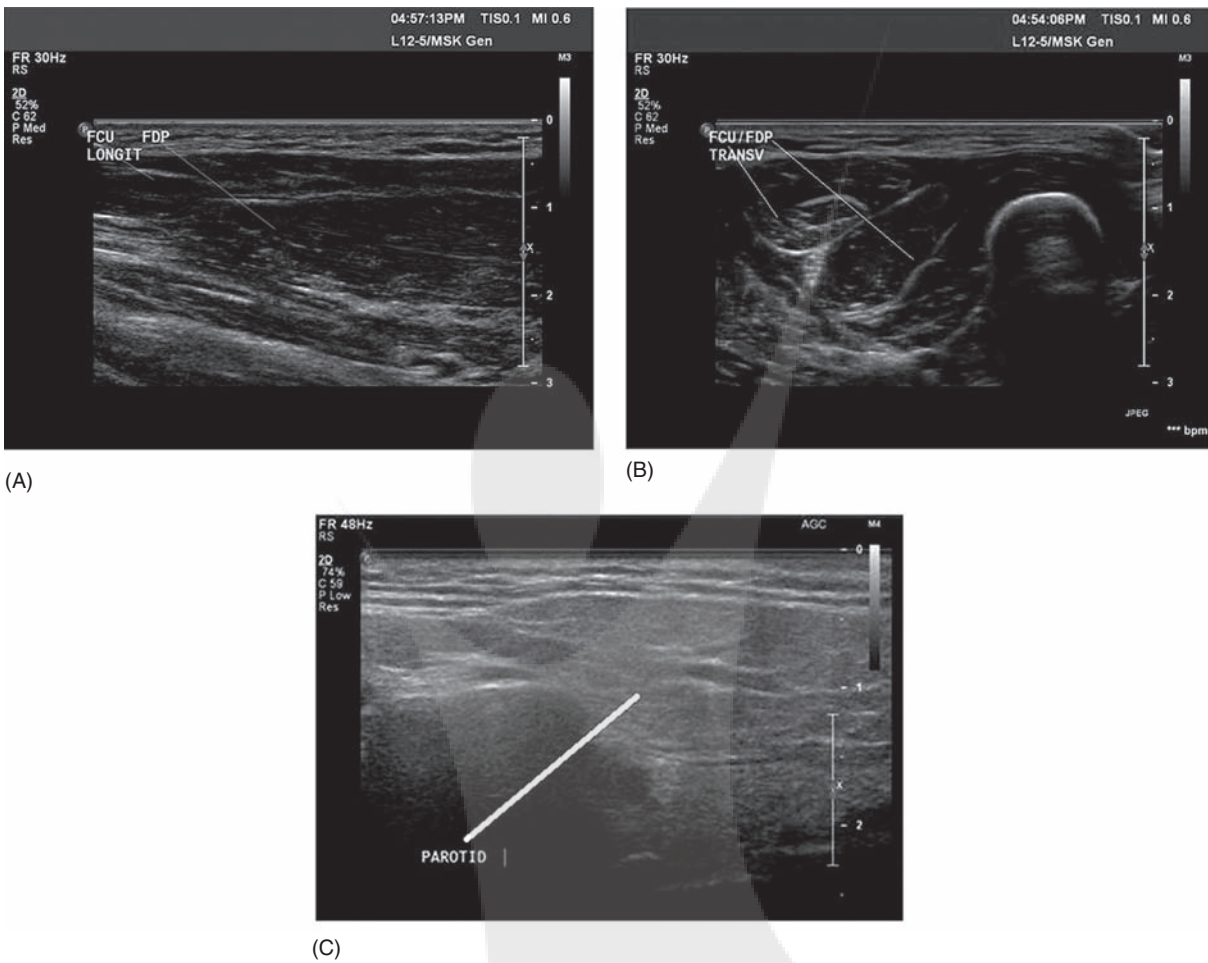 04:57:13PM TIS0.1 MI 0.6
L12-5/MSK Gen
FR 30Hz
RS
M3
2D
52%
C 62
P Med
Res
P
FCU FDP
LONGIT
0
1
X
2
3
(A)
04:54:06PM TIS0.1 MI 0.6
L12-5/MSK Gen
FR 30Hz
RS
M3
2D
52%
C 62
P Med
Res
P
FCU/FDP
TRANSV
0
1
X
2
3
JPEG
*** bpm
(B)
FR 48Hz
RS
AGC
M4
2D
74%
C 59
P Low
Res
P
0
1
X
2
PAROTID
(C)